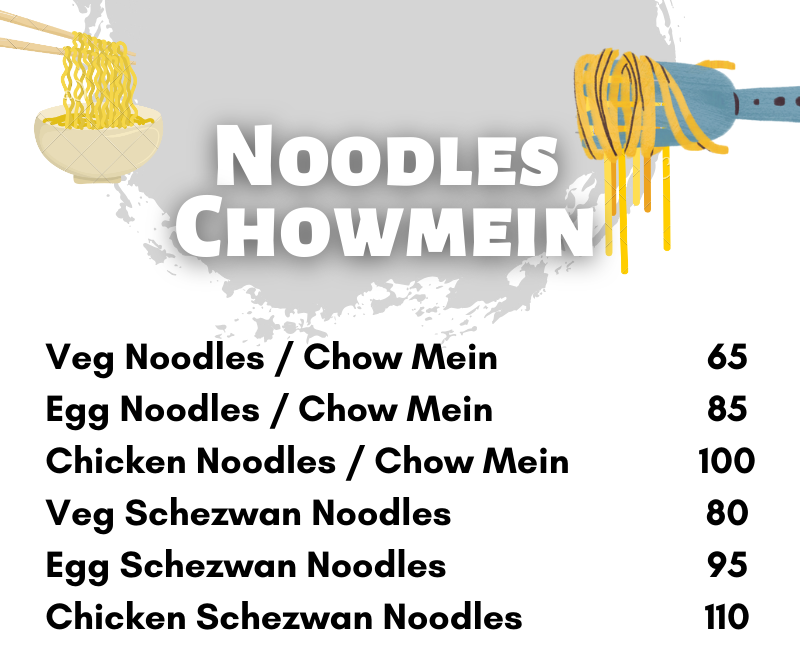 Noodles
Chowmein
Veg Noodles / Chow Mein 65
Egg Noodles / Chow Mein 85
Chicken Noodles / Chow Mein 100
Veg Schezwan Noodles 80
Egg Schezwan Noodles 95
Chicken Schezwan Noodles 110